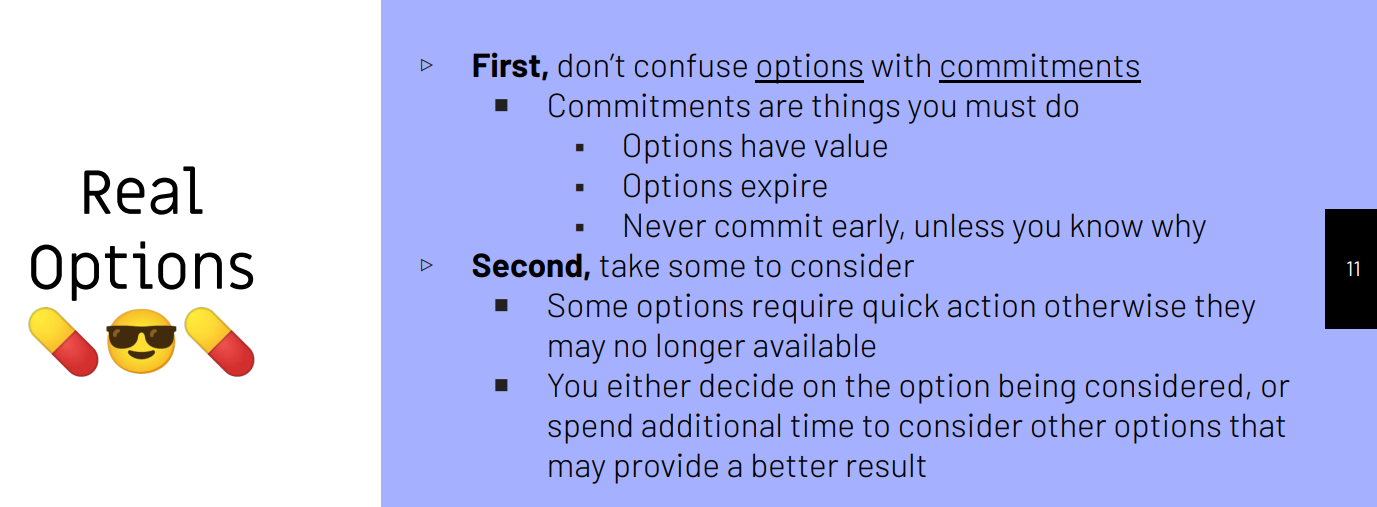 Real
Options
▷ First, don't confuse options with commitments
■ Commitments are things you must do
▪ Options have value
▪ Options expire
▪ Never commit early, unless you know why
▷ Second, take some to consider
■ Some options require quick action otherwise they
may no longer available
■ You either decide on the option being considered, or
spend additional time to consider other options that
may provide a better result
11